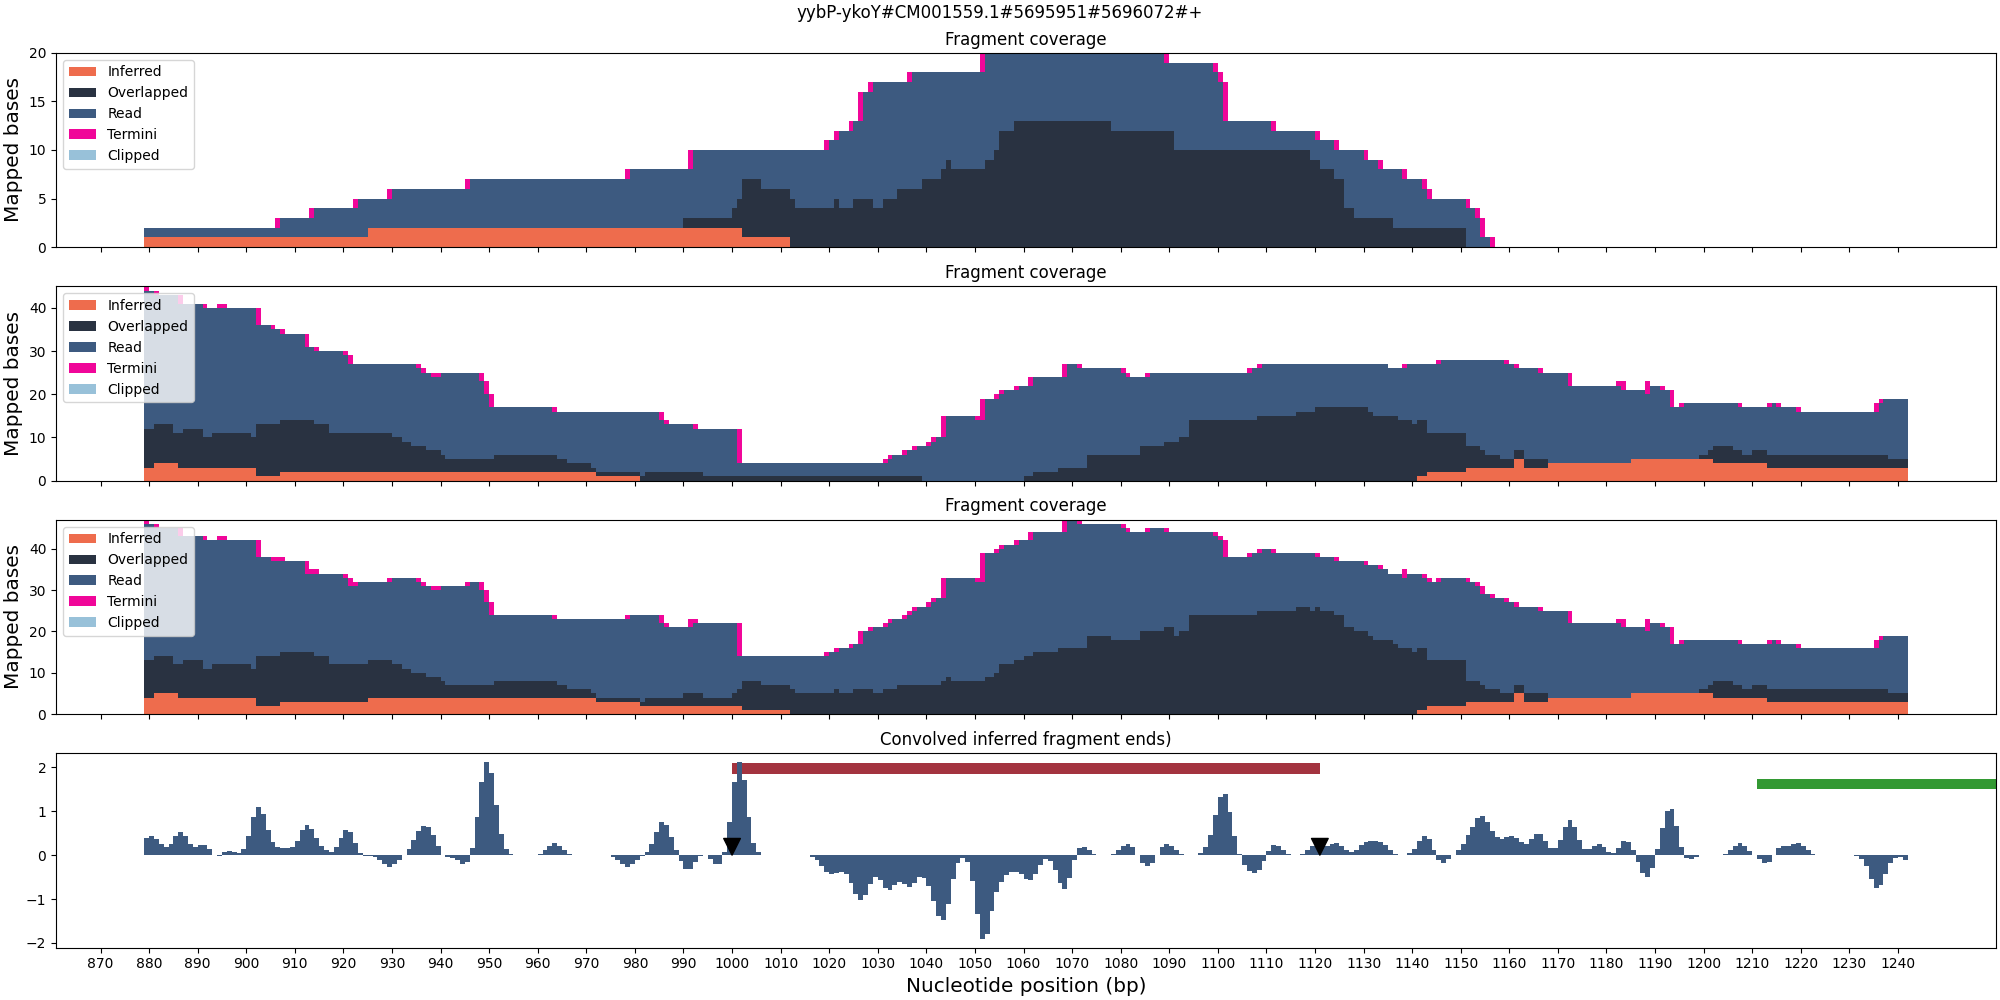 yybP-ykoY#CM001559.1#5695951#5696072#+
Fragment coverage
Mapped bases
20
15
10
5
0
Inferred
Overlapped
Read
Termini
Clipped
Fragment coverage
Mapped bases
40
30
20
10
0
Inferred
Overlapped
Read
Termini
Clipped
Fragment coverage
Mapped bases
40
30
20
10
0
Inferred
Overlapped
Read
Termini
Clipped
Convolved inferred fragment ends)
2
1
0
−1
−2
870 880 890 900 910 920 930 940 950 960 970 980 990 1000 1010 1020 1030 1040 1050 1060 1070 1080 1090 1100 1110 1120 1130 1140 1150 1160 1170 1180 1190 1200 1210 1220 1230 1240
Nucleotide position (bp)